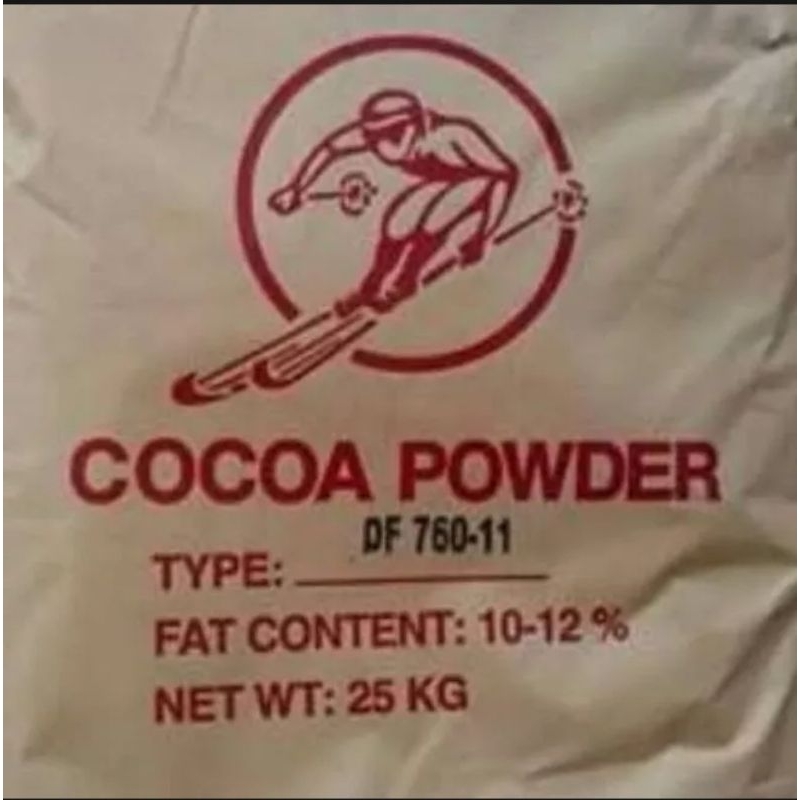 COCOA POWDER
DF 760-11
TYPE:
FAT CONTENT: 10-12 %
NET WT: 25 KG